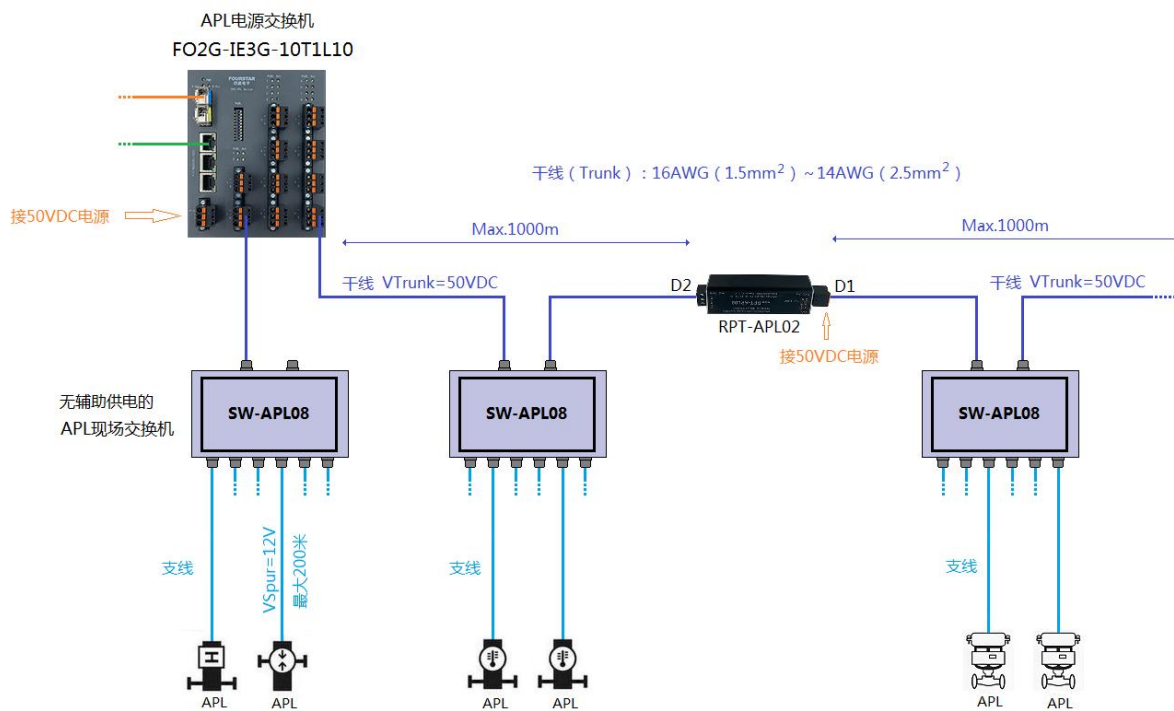 APL电源交换机
FO2G-IE3G-10T1L10
FOURSTAR
干线（Trunk）：16AWG（1.5mm²）~14AWG（2.5mm²）
接50VDC电源
Max.1000m
Max.1000m
干线 VTrunk=50VDC
D2
D1
干线 VTrunk=50VDC
RPT-APL02
接50VDC电源
无辅助供电的
APL现场交换机
SW-APL08
SW-APL08
SW-APL08
支线
VSpur=12V
最大200米
支线
支线
H
APL
APL
APL
APL
APL
APL